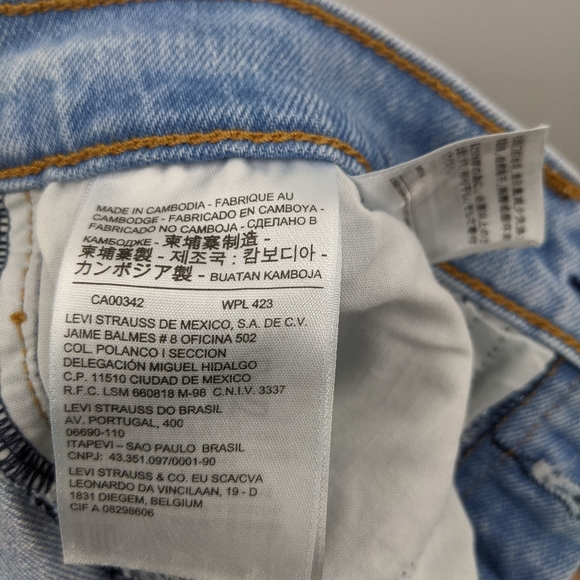 MADE IN CAMBODIA - FABRIQUE AU
CAMBODGE - FABRICADO EN CAMBOYA -
FABRICADO NO CAMBOJA - СДЕЛАНО В
КАМБОДЖЕ - 柬埔寨制造 -
柬埔寨製 - 제조국 : 캄보디아 -
カンボジア製 - BUATAN KAMBOJA
CA00342 WPL 423
LEVI STRAUSS DE MEXICO, S.A. DE C.V.
JAIME BALMES # 8 OFICINA 502
COL. POLANCO I SECCION
DELEGACIÓN MIGUEL HIDALGO
C.P. 11510 CIUDAD DE MEXICO
R.F.C. LSM 660818 M-98 C.N.I.V. 3337
LEVI STRAUSS DO BRASIL
AV. PORTUGAL, 400
06690-110
ITAPEVI - SAO PAULO BRASIL
CNPJ: 43.351.097/0001-90
LEVI STRAUSS & CO. EU SCA/CVA
LEONARDO DA VINCILAAN, 19 - D
1831 DIEGEM, BELGIUM
CIF A 08298606